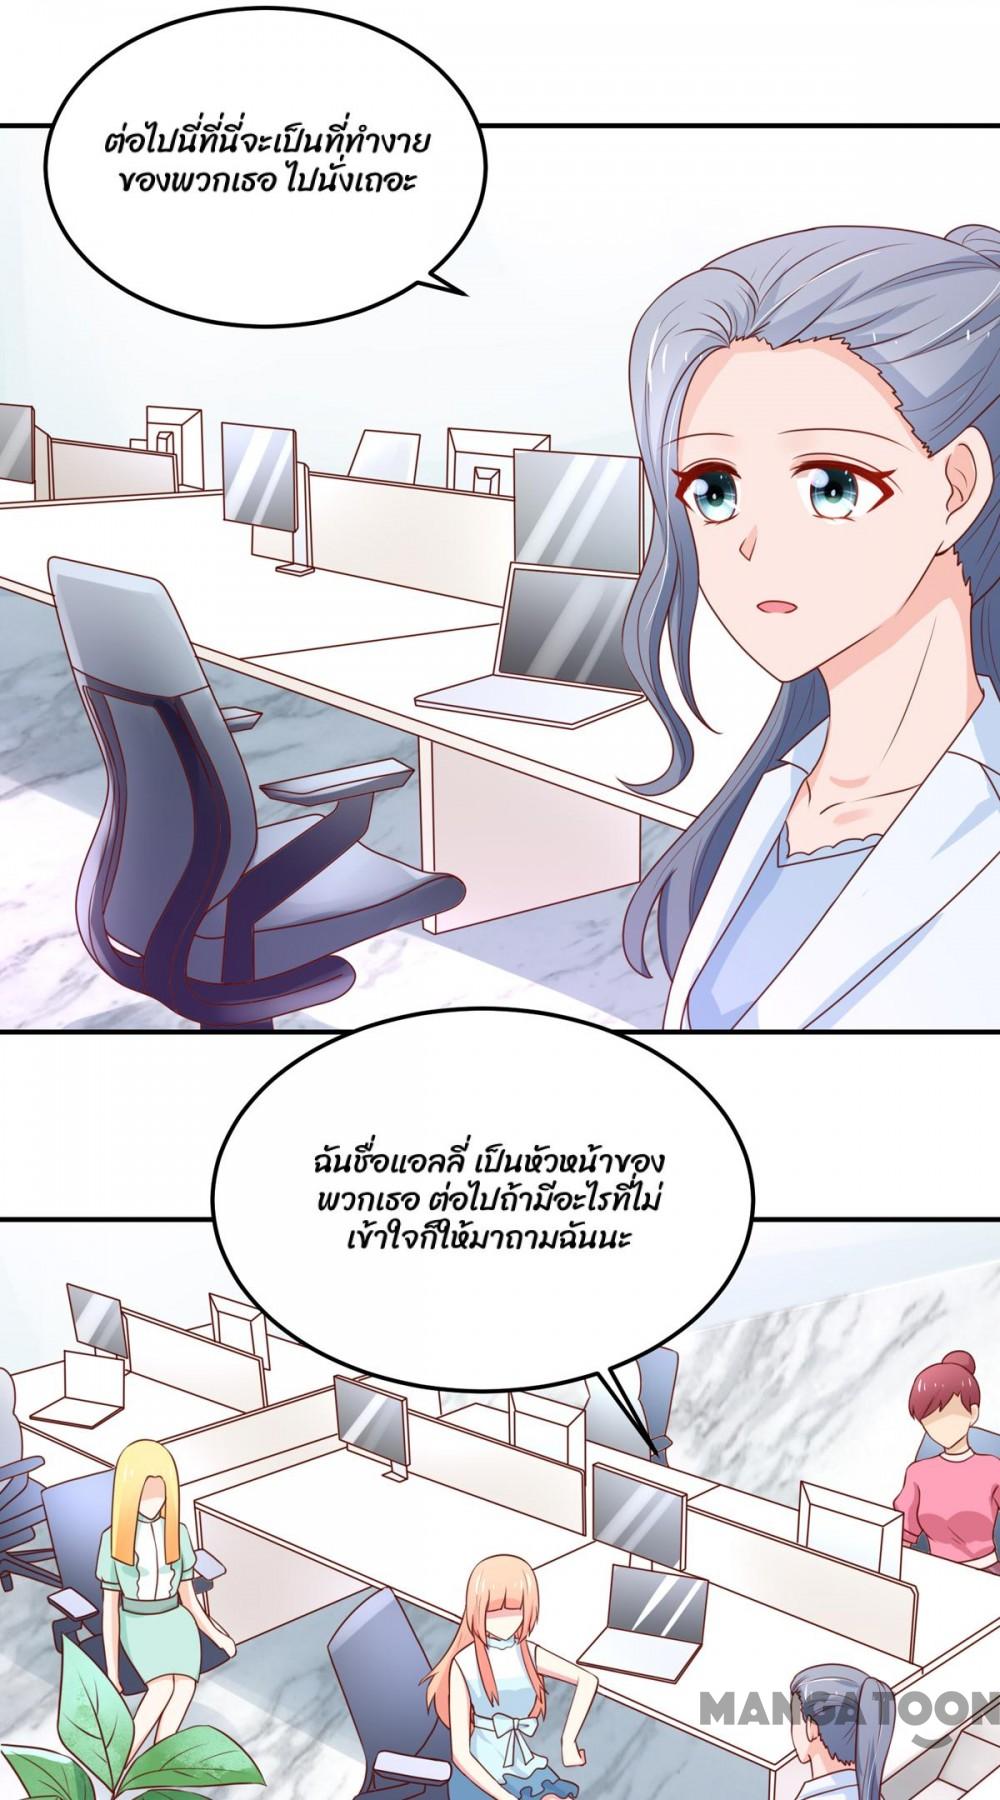 ต่อไปนี่ที่นี่จะเป็นที่ทำงาย
ของพวกเธอ ไปนั่งเถอะ
ฉันชื่อแอลลี่ เป็นหัวหน้าของ
พวกเธอ ต่อไปถ้ามีอะไรที่ไม่
เข้าใจก็ให้มาถามฉันนะ
MANGATOON